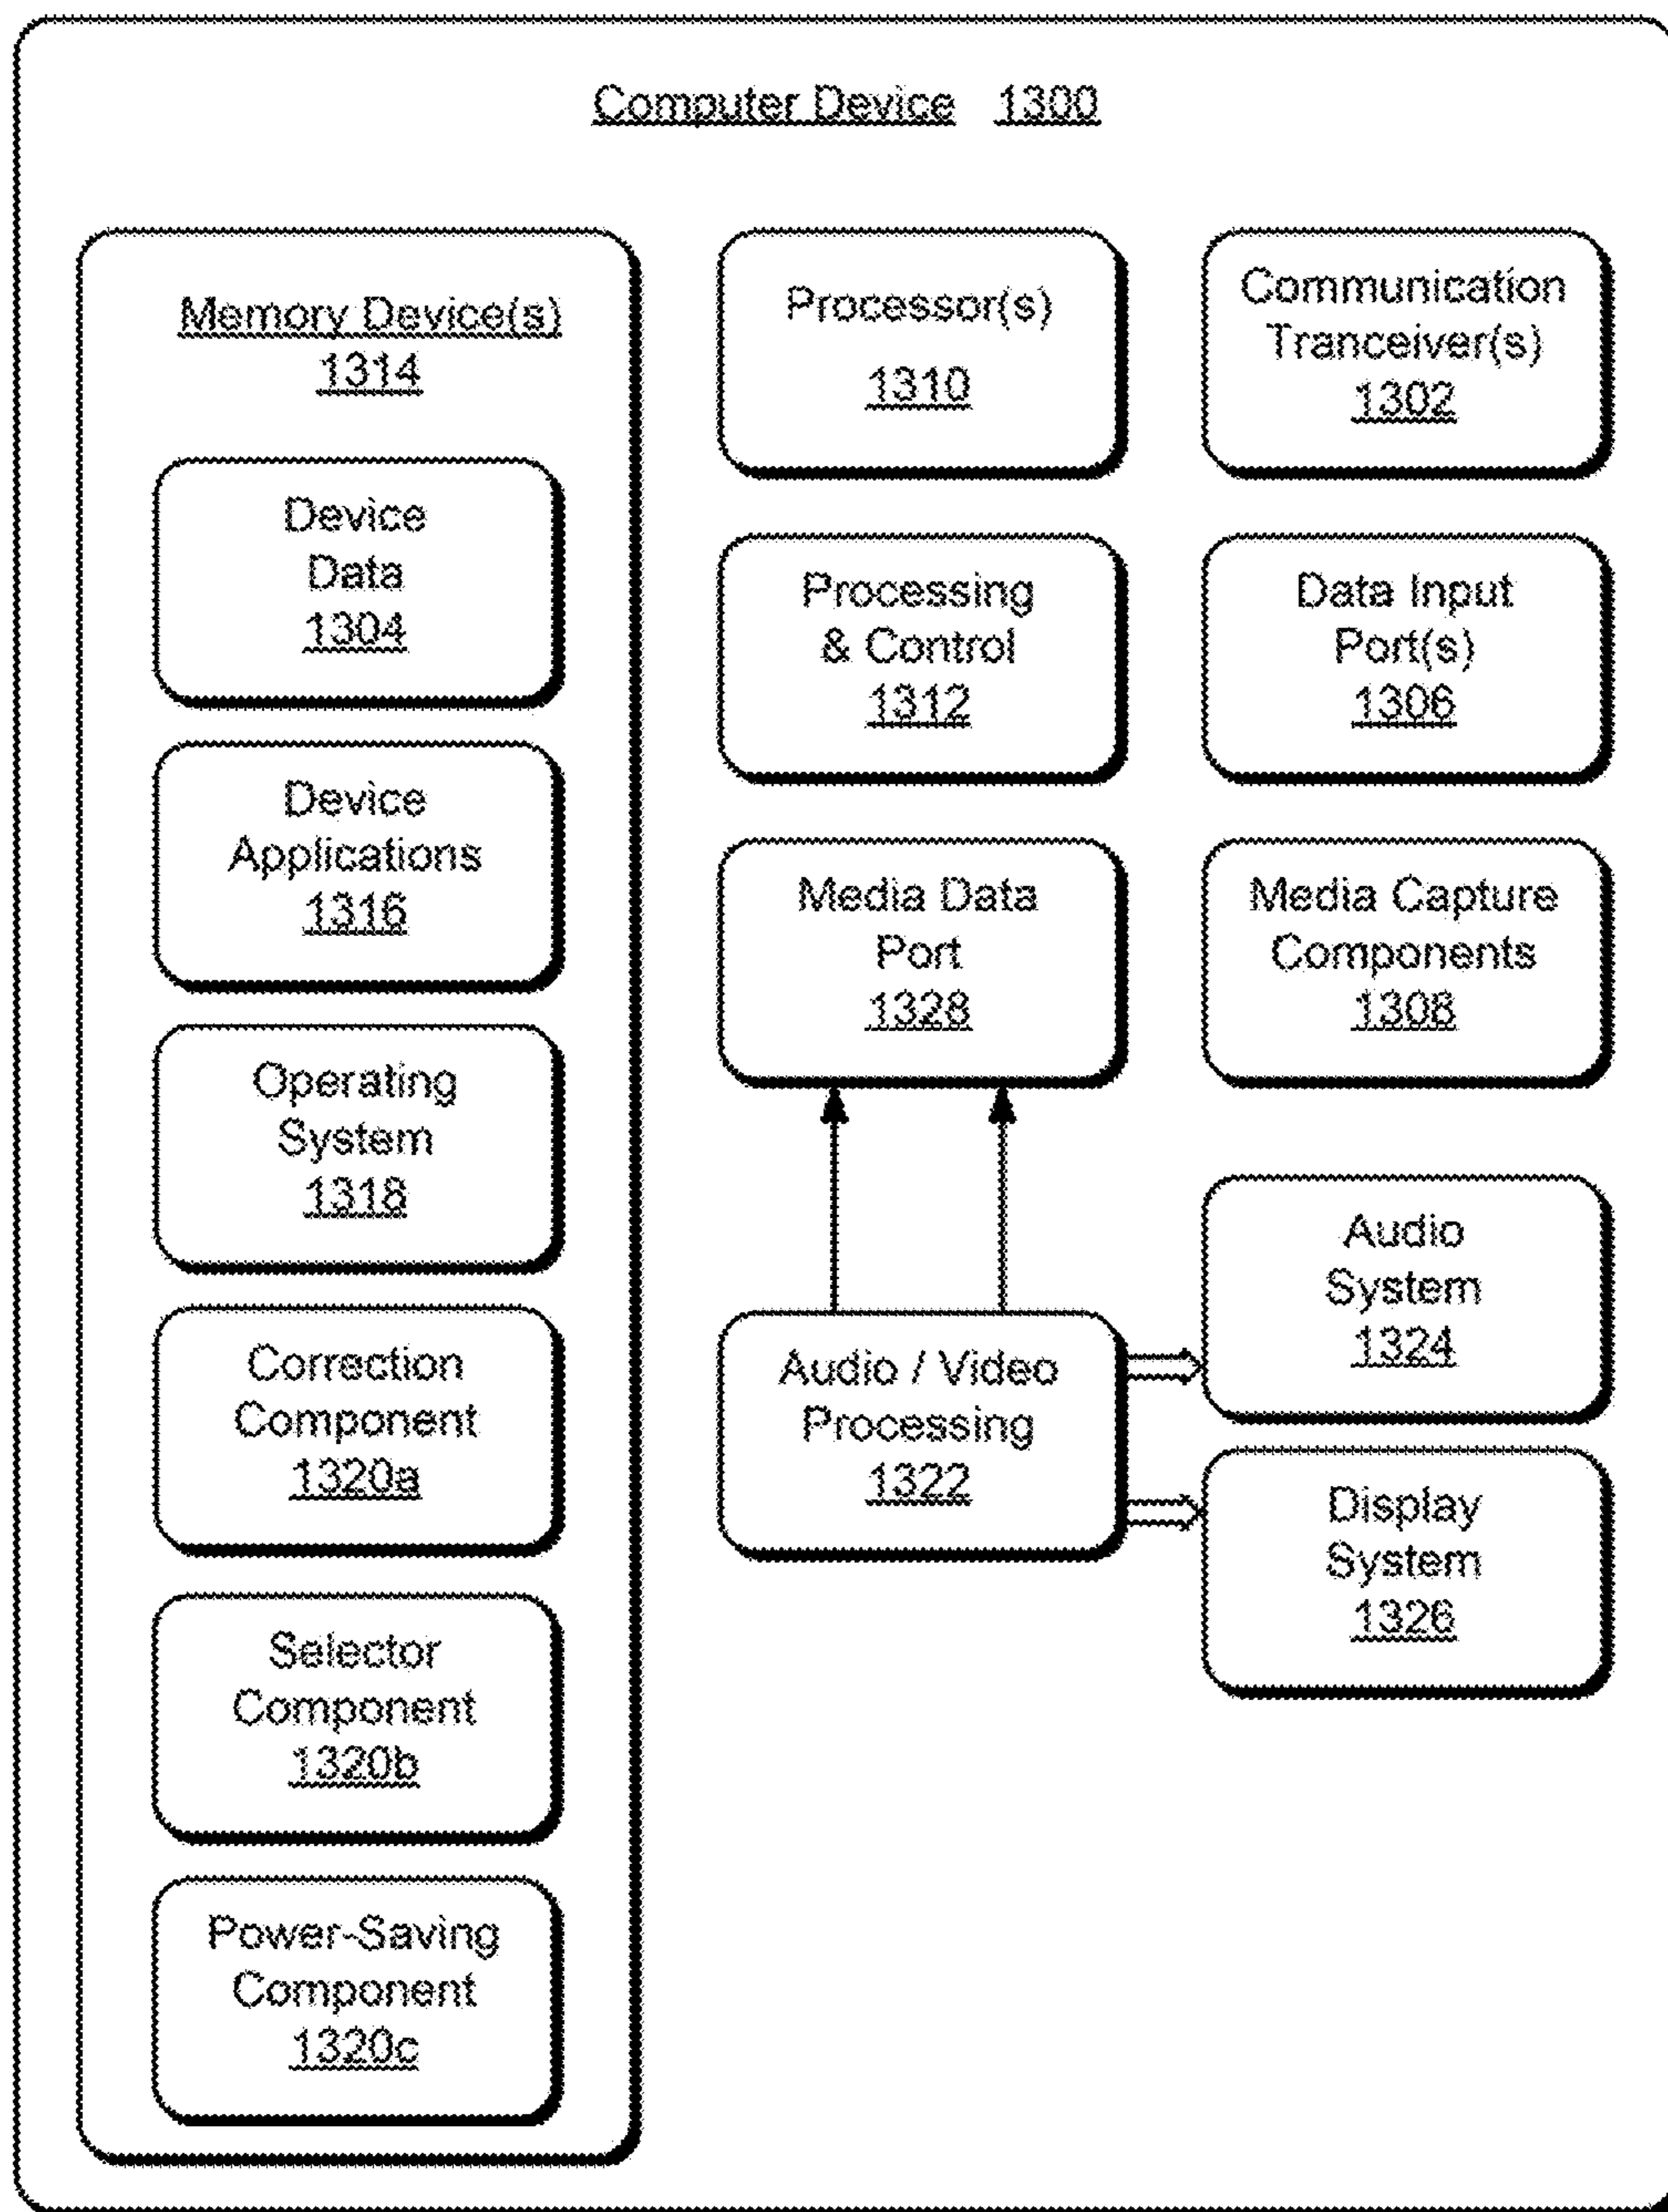 Computer Device 1300
Memory Device(s)
1314
Device
Data
1304
Device
Applications
1316
Operating
System
1318
Correction
Component
1320a
Selector
Component
1320b
Power-Saving
Component
1320c
Processor(s)
1310
Processing
& Control
1312
Media Data
Port
1328
Audio / Video
Processing
1322
Communication
Tranceiver(s)
1302
Data Input
Port(s)
1306
Media Capture
Components
1308
Audio
System
1324
Display
System
1326